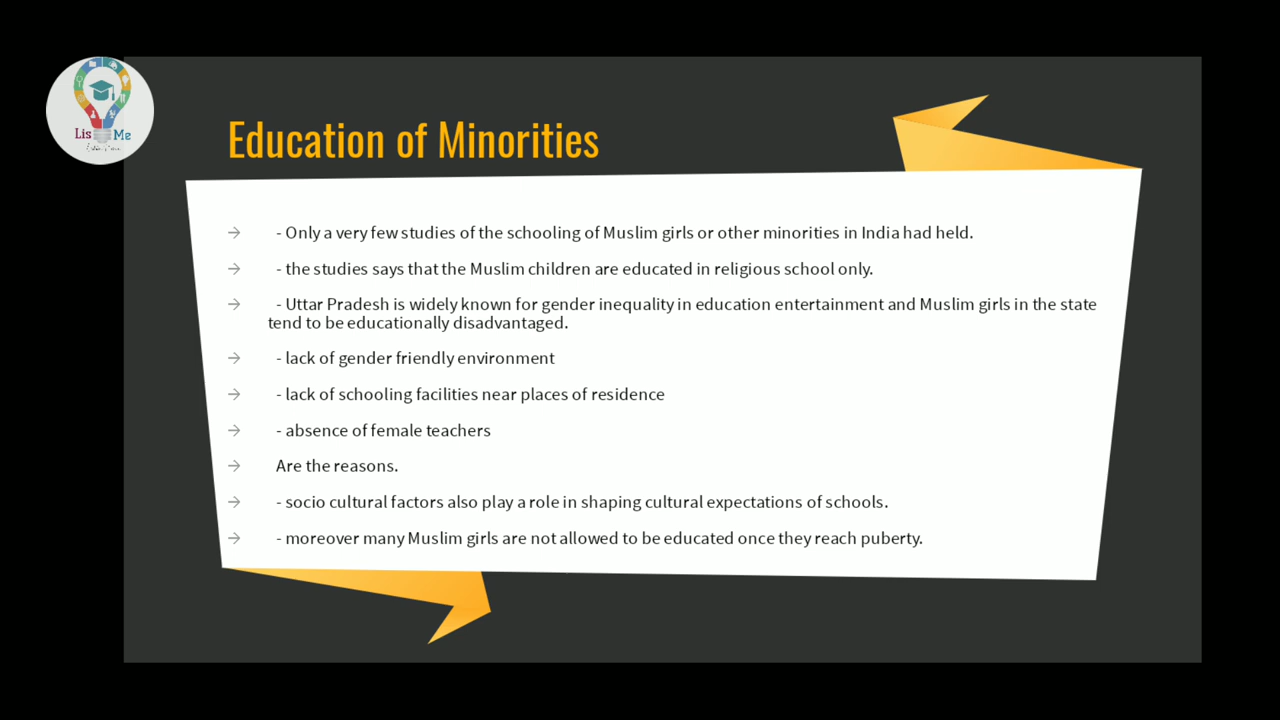 Lis Me
Education of Minorities
→ - Only a very few studies of the schooling of Muslim girls or other minorities in India had held.
→ - the studies says that the Muslim children are educated in religious school only.
→ - Uttar Pradesh is widely known for gender inequality in education entertainment and Muslim girls in the state
tend to be educationally disadvantaged.
→ - lack of gender friendly environment
→ - lack of schooling facilities near places of residence
→ - absence of female teachers
→ Are the reasons.
→ - socio cultural factors also play a role in shaping cultural expectations of schools.
→ - moreover many Muslim girls are not allowed to be educated once they reach puberty.